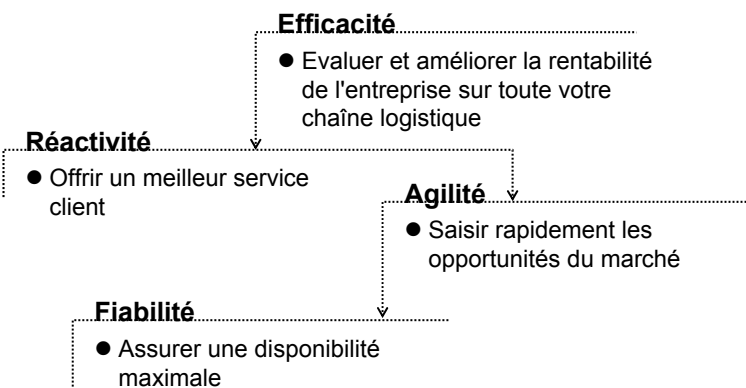 Efficacité
● Evaluer et améliorer la rentabilité
de l'entreprise sur toute votre
chaîne logistique
Réactivité
● Offrir un meilleur service
client
Agilité
● Saisir rapidement les
opportunités du marché
Fiabilité
● Assurer une disponibilité
maximale